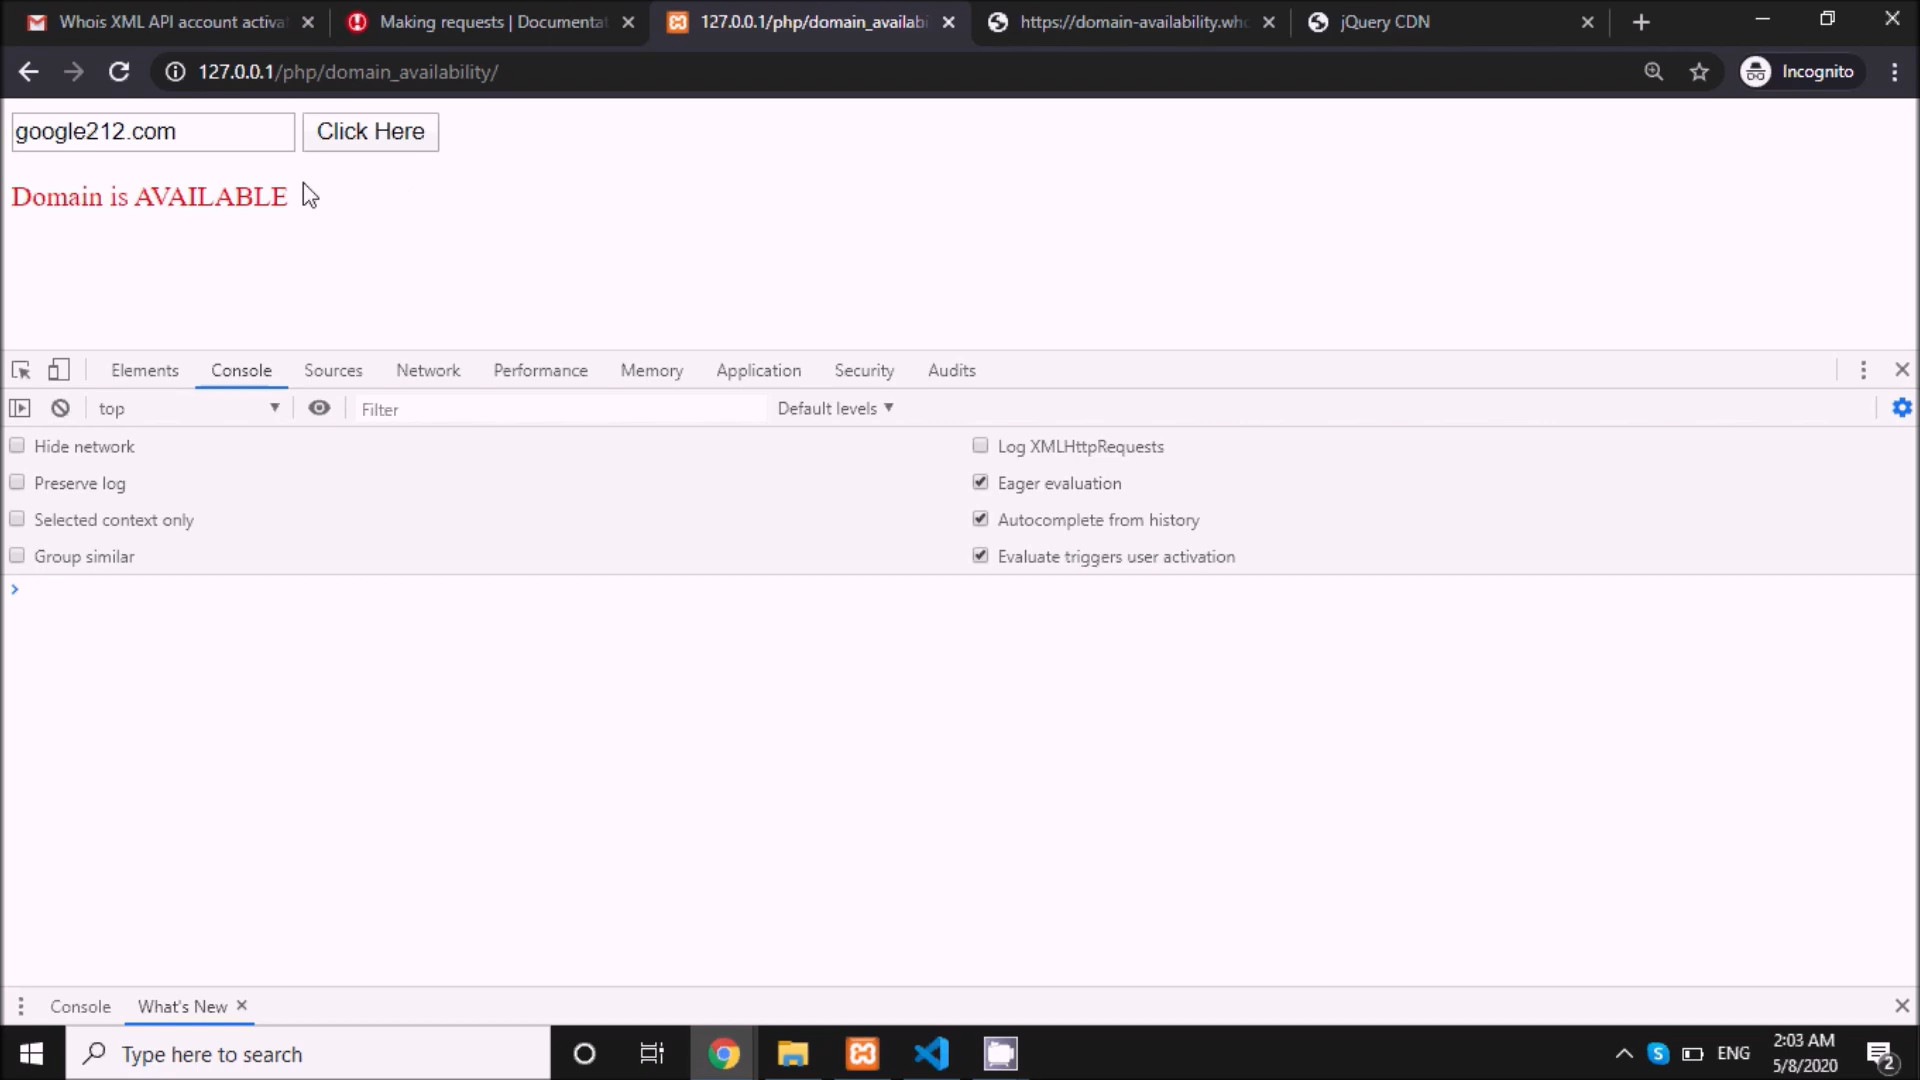 Whois XML API account activat
Making requests | Documentat
127.0.0.1/php/domain_availabi
https://domain-availability.who
jQuery CDN
127.0.0.1/php/domain_availability/
Incognito
google212.com
Click Here
Domain is AVAILABLE
Elements
Console
Sources
Network
Performance
Memory
Application
Security
Audits
top
Filter
Default levels
Hide network
Log XMLHttpRequests
Preserve log
Eager evaluation
Selected context only
Autocomplete from history
Group similar
Evaluate triggers user activation
Console
What's New
Type here to search
ENG
2:03 AM
5/8/2020
2